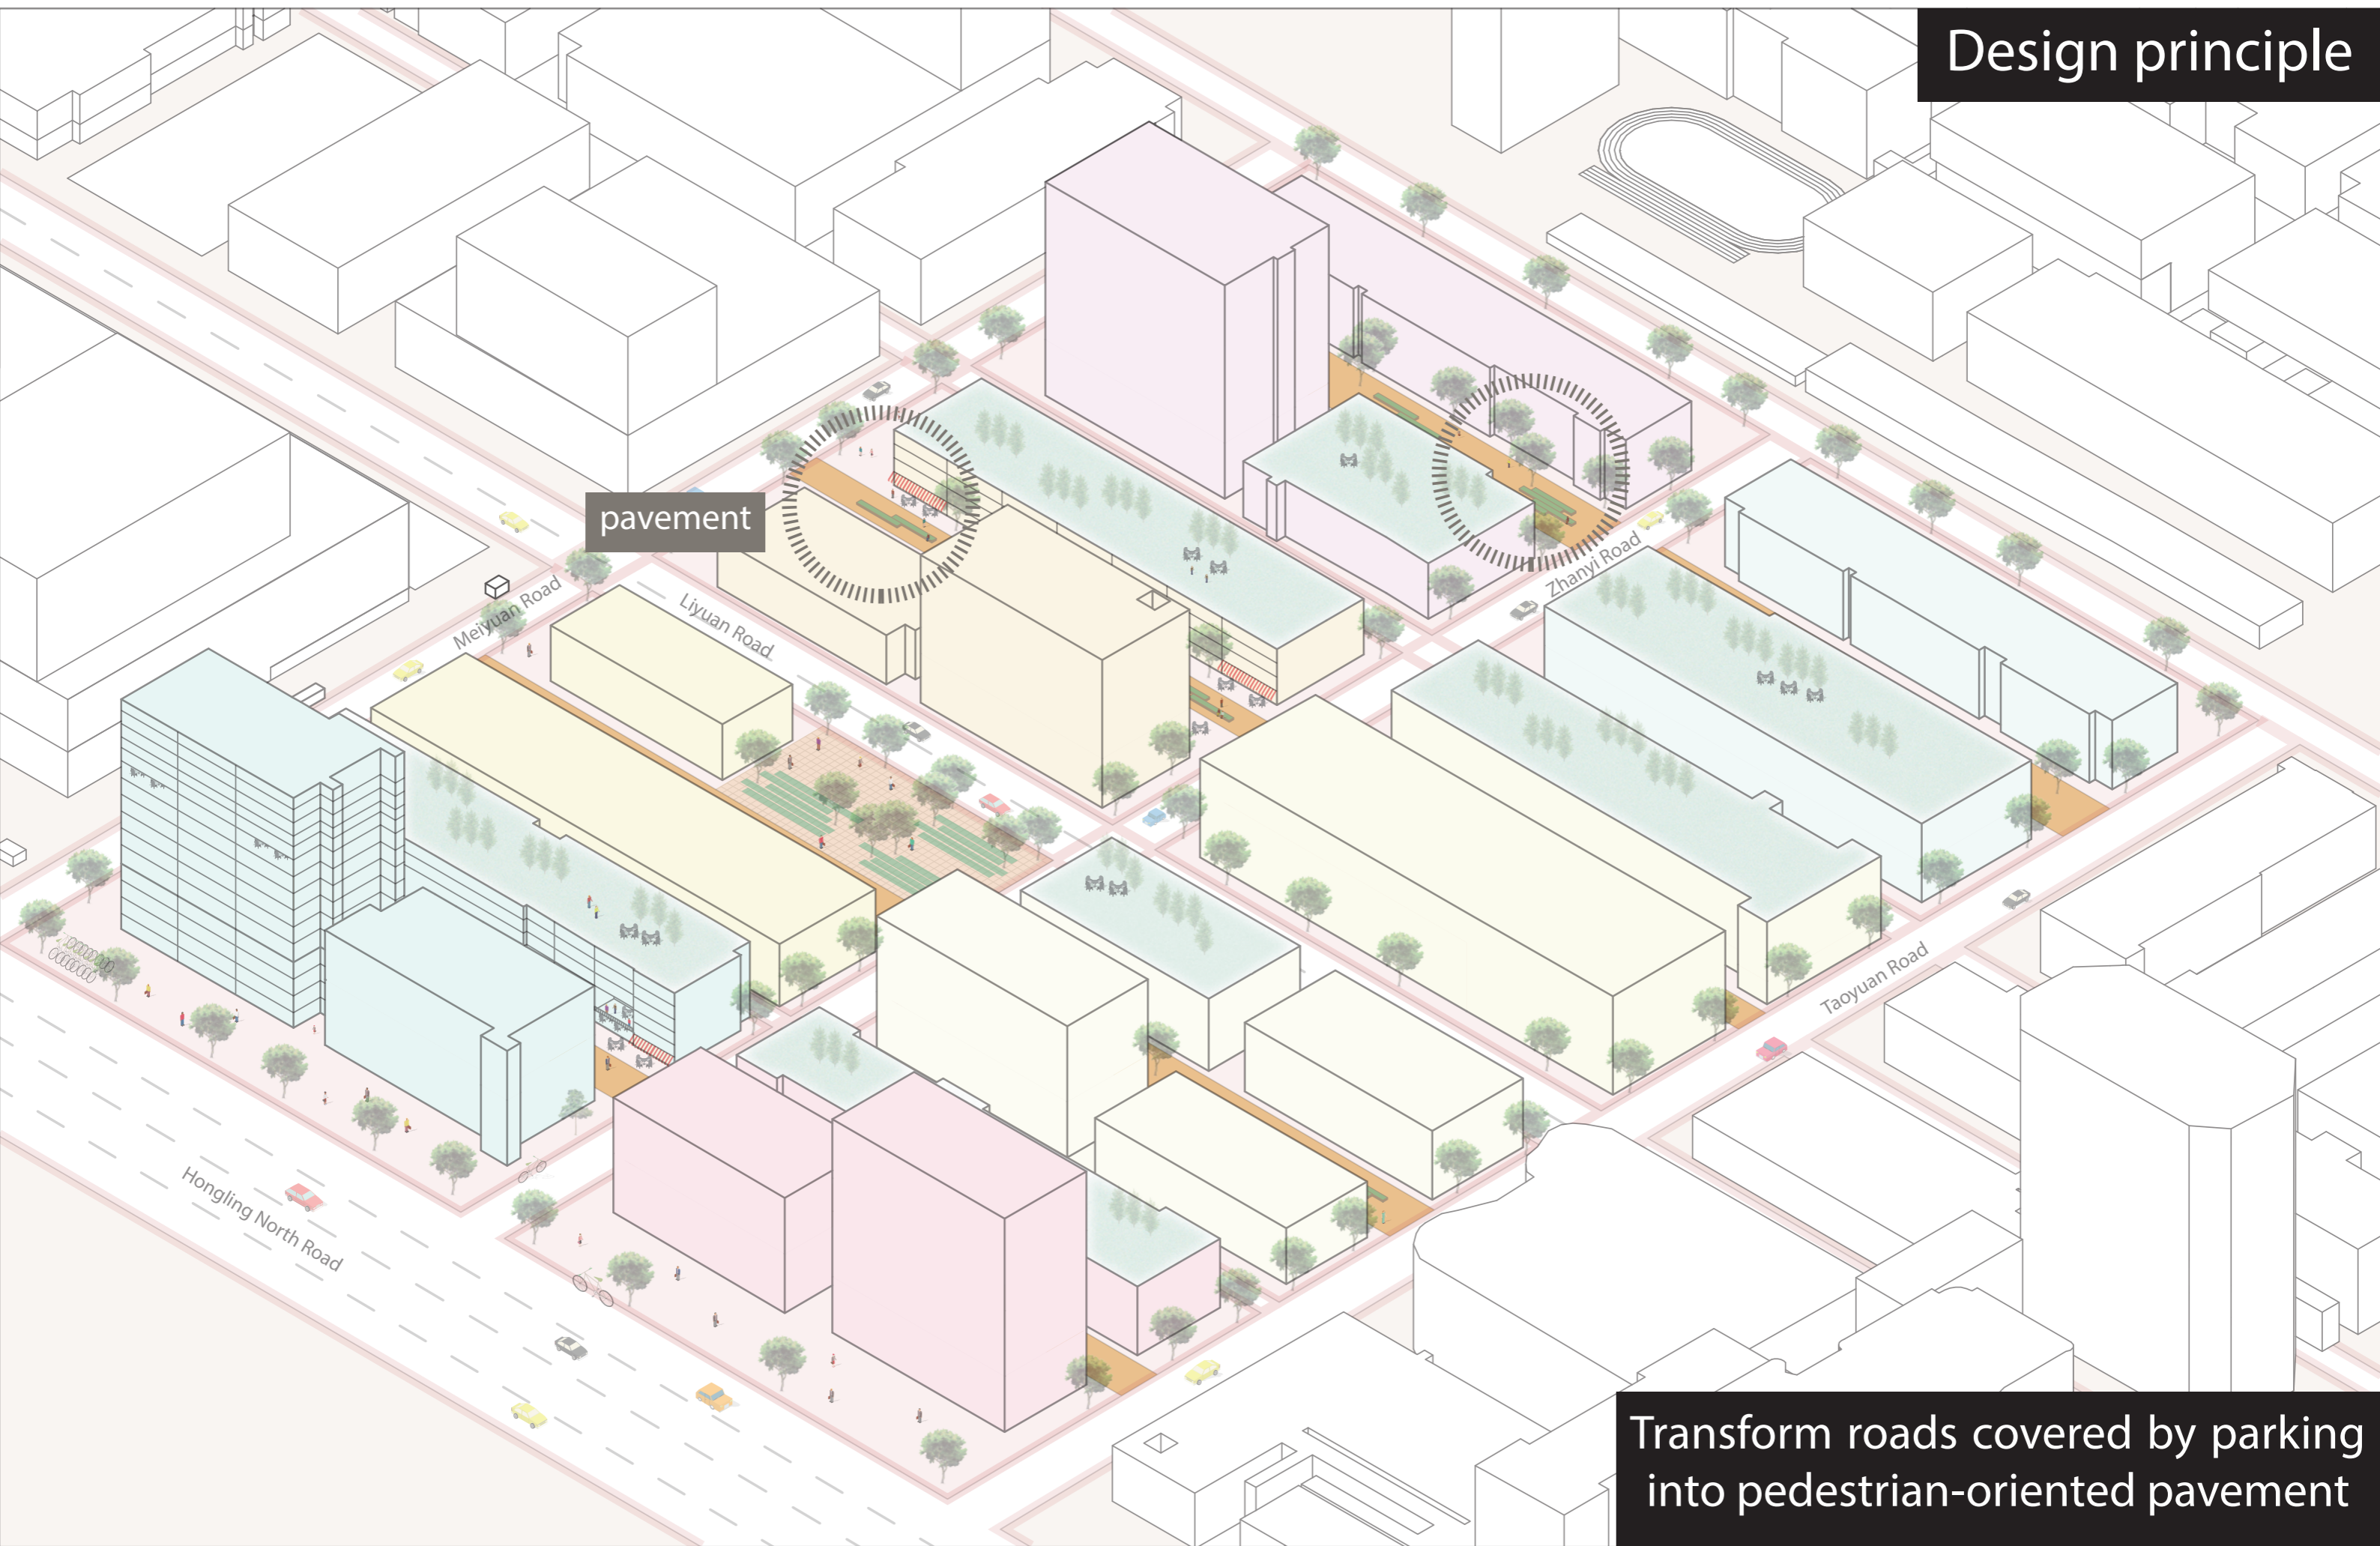 Design principle
pavement
Zhanyi Road
Meiyuan Road
Liyuan Road
Taoyuan Road
Hongling North Road
Transform roads covered by parking
into pedestrian-oriented pavement